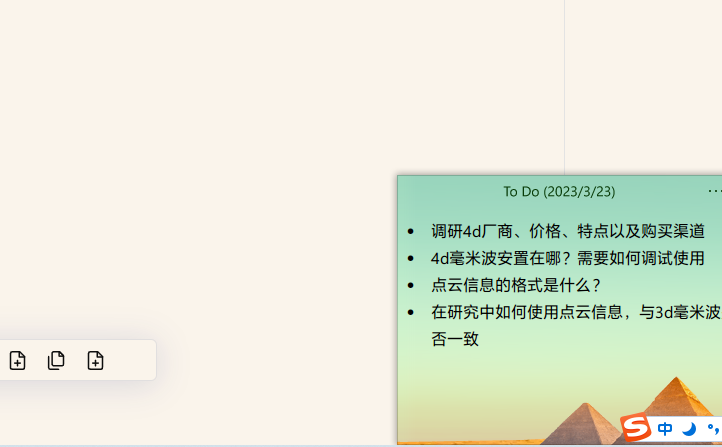 To Do (2023/3/23)
• 调研4d厂商、价格、特点以及购买渠道
• 4d毫米波安置在哪？需要如何调试使用
• 点云信息的格式是什么？
• 在研究中如何使用点云信息，与3d毫米波
否一致
中